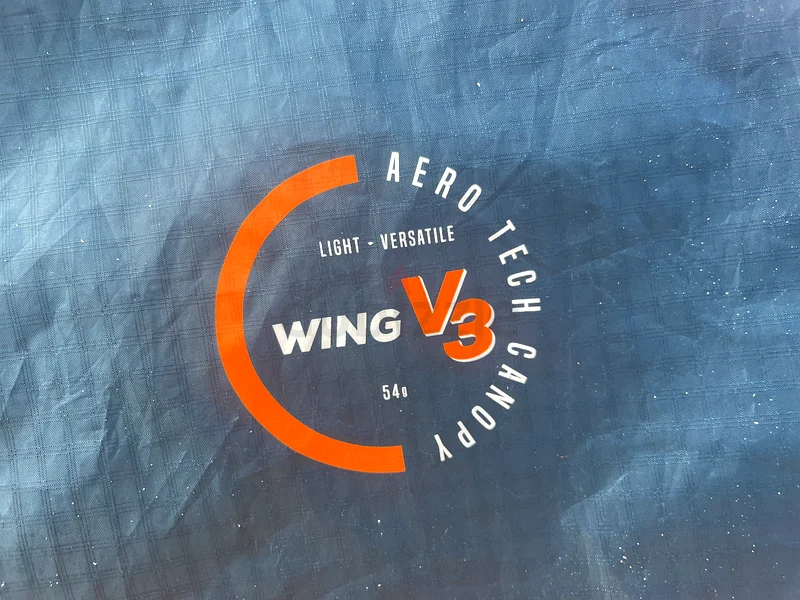 AERO TECH CANOPY
LIGHT - VERSATILE
WING V3
54g